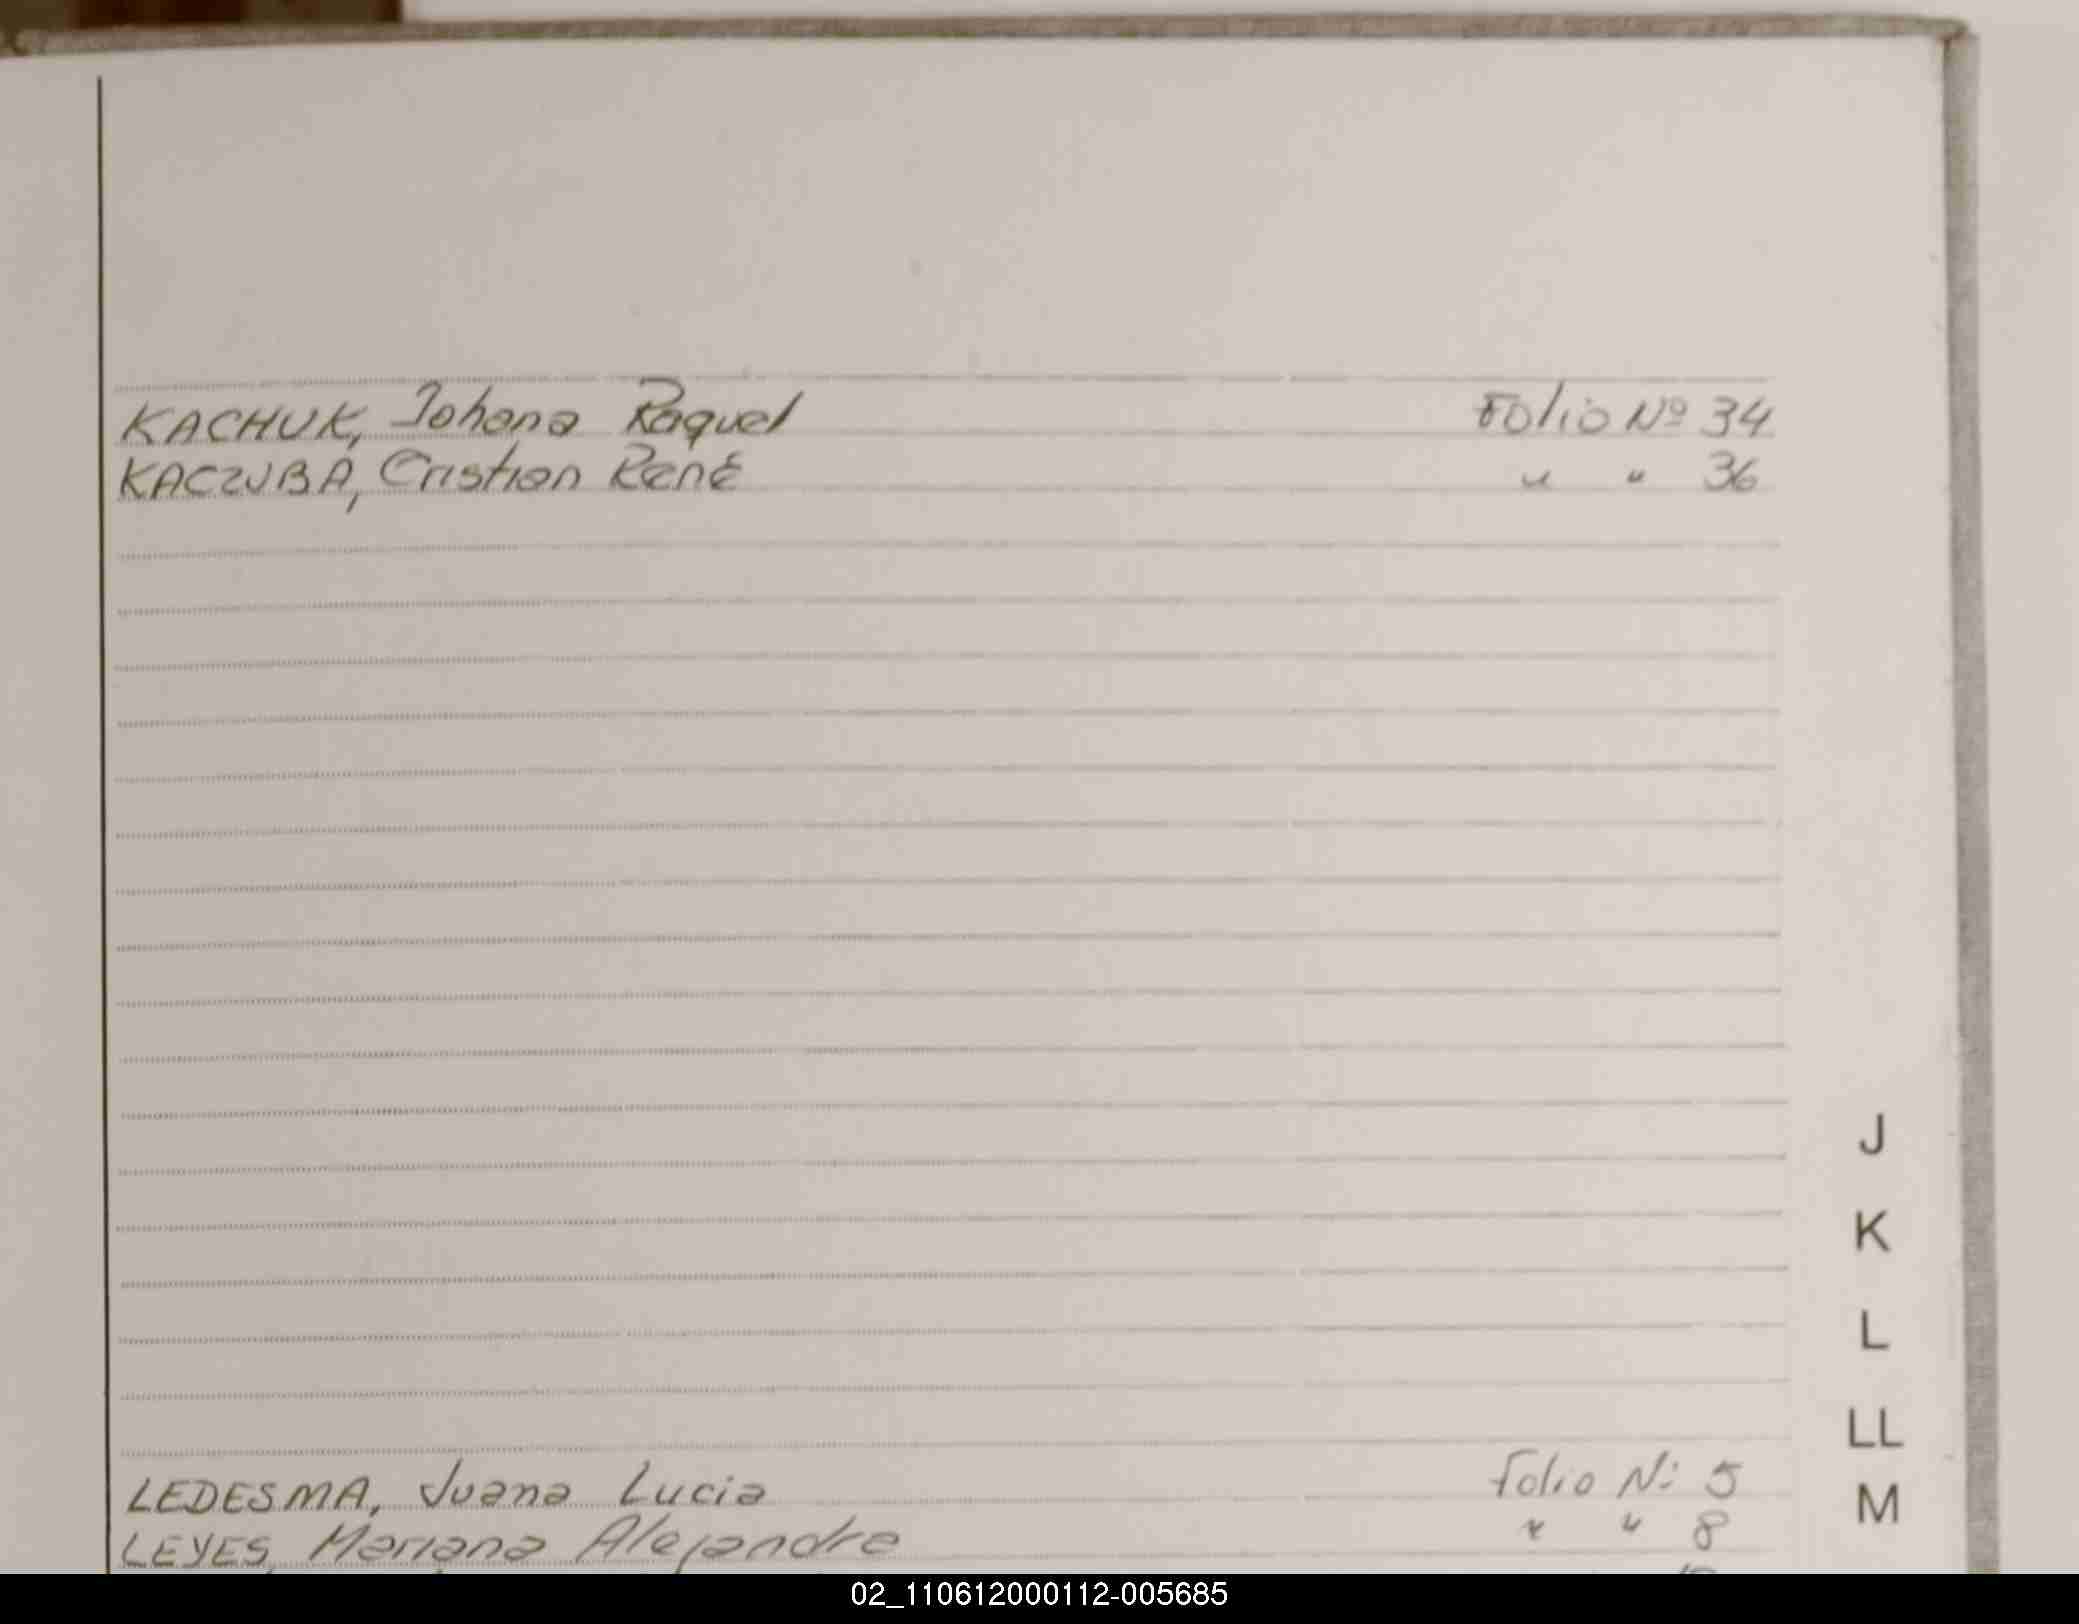 KACHUK, Johana Raquel Folio Nº 34
KACZUBA, Cristian René " " 36
J
K
L
LL
LEDESMA, Juana Lucia Folio N: 5
M
LEYES, Mariana Alejandra " " 8
02_110612000112-005685